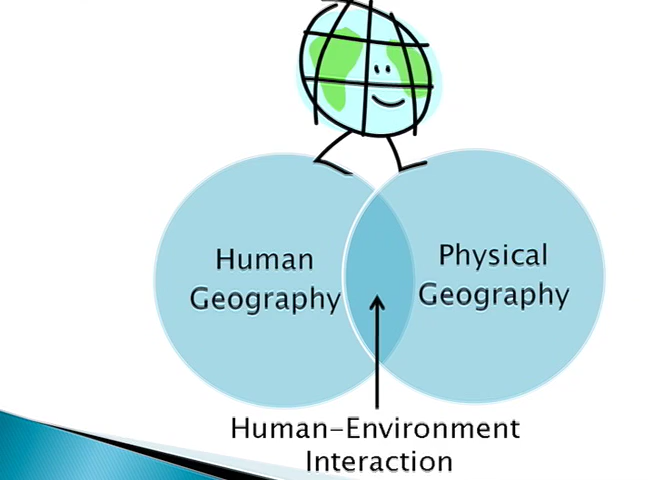 Human
Geography
Physical
Geography
Human-Environment
Interaction